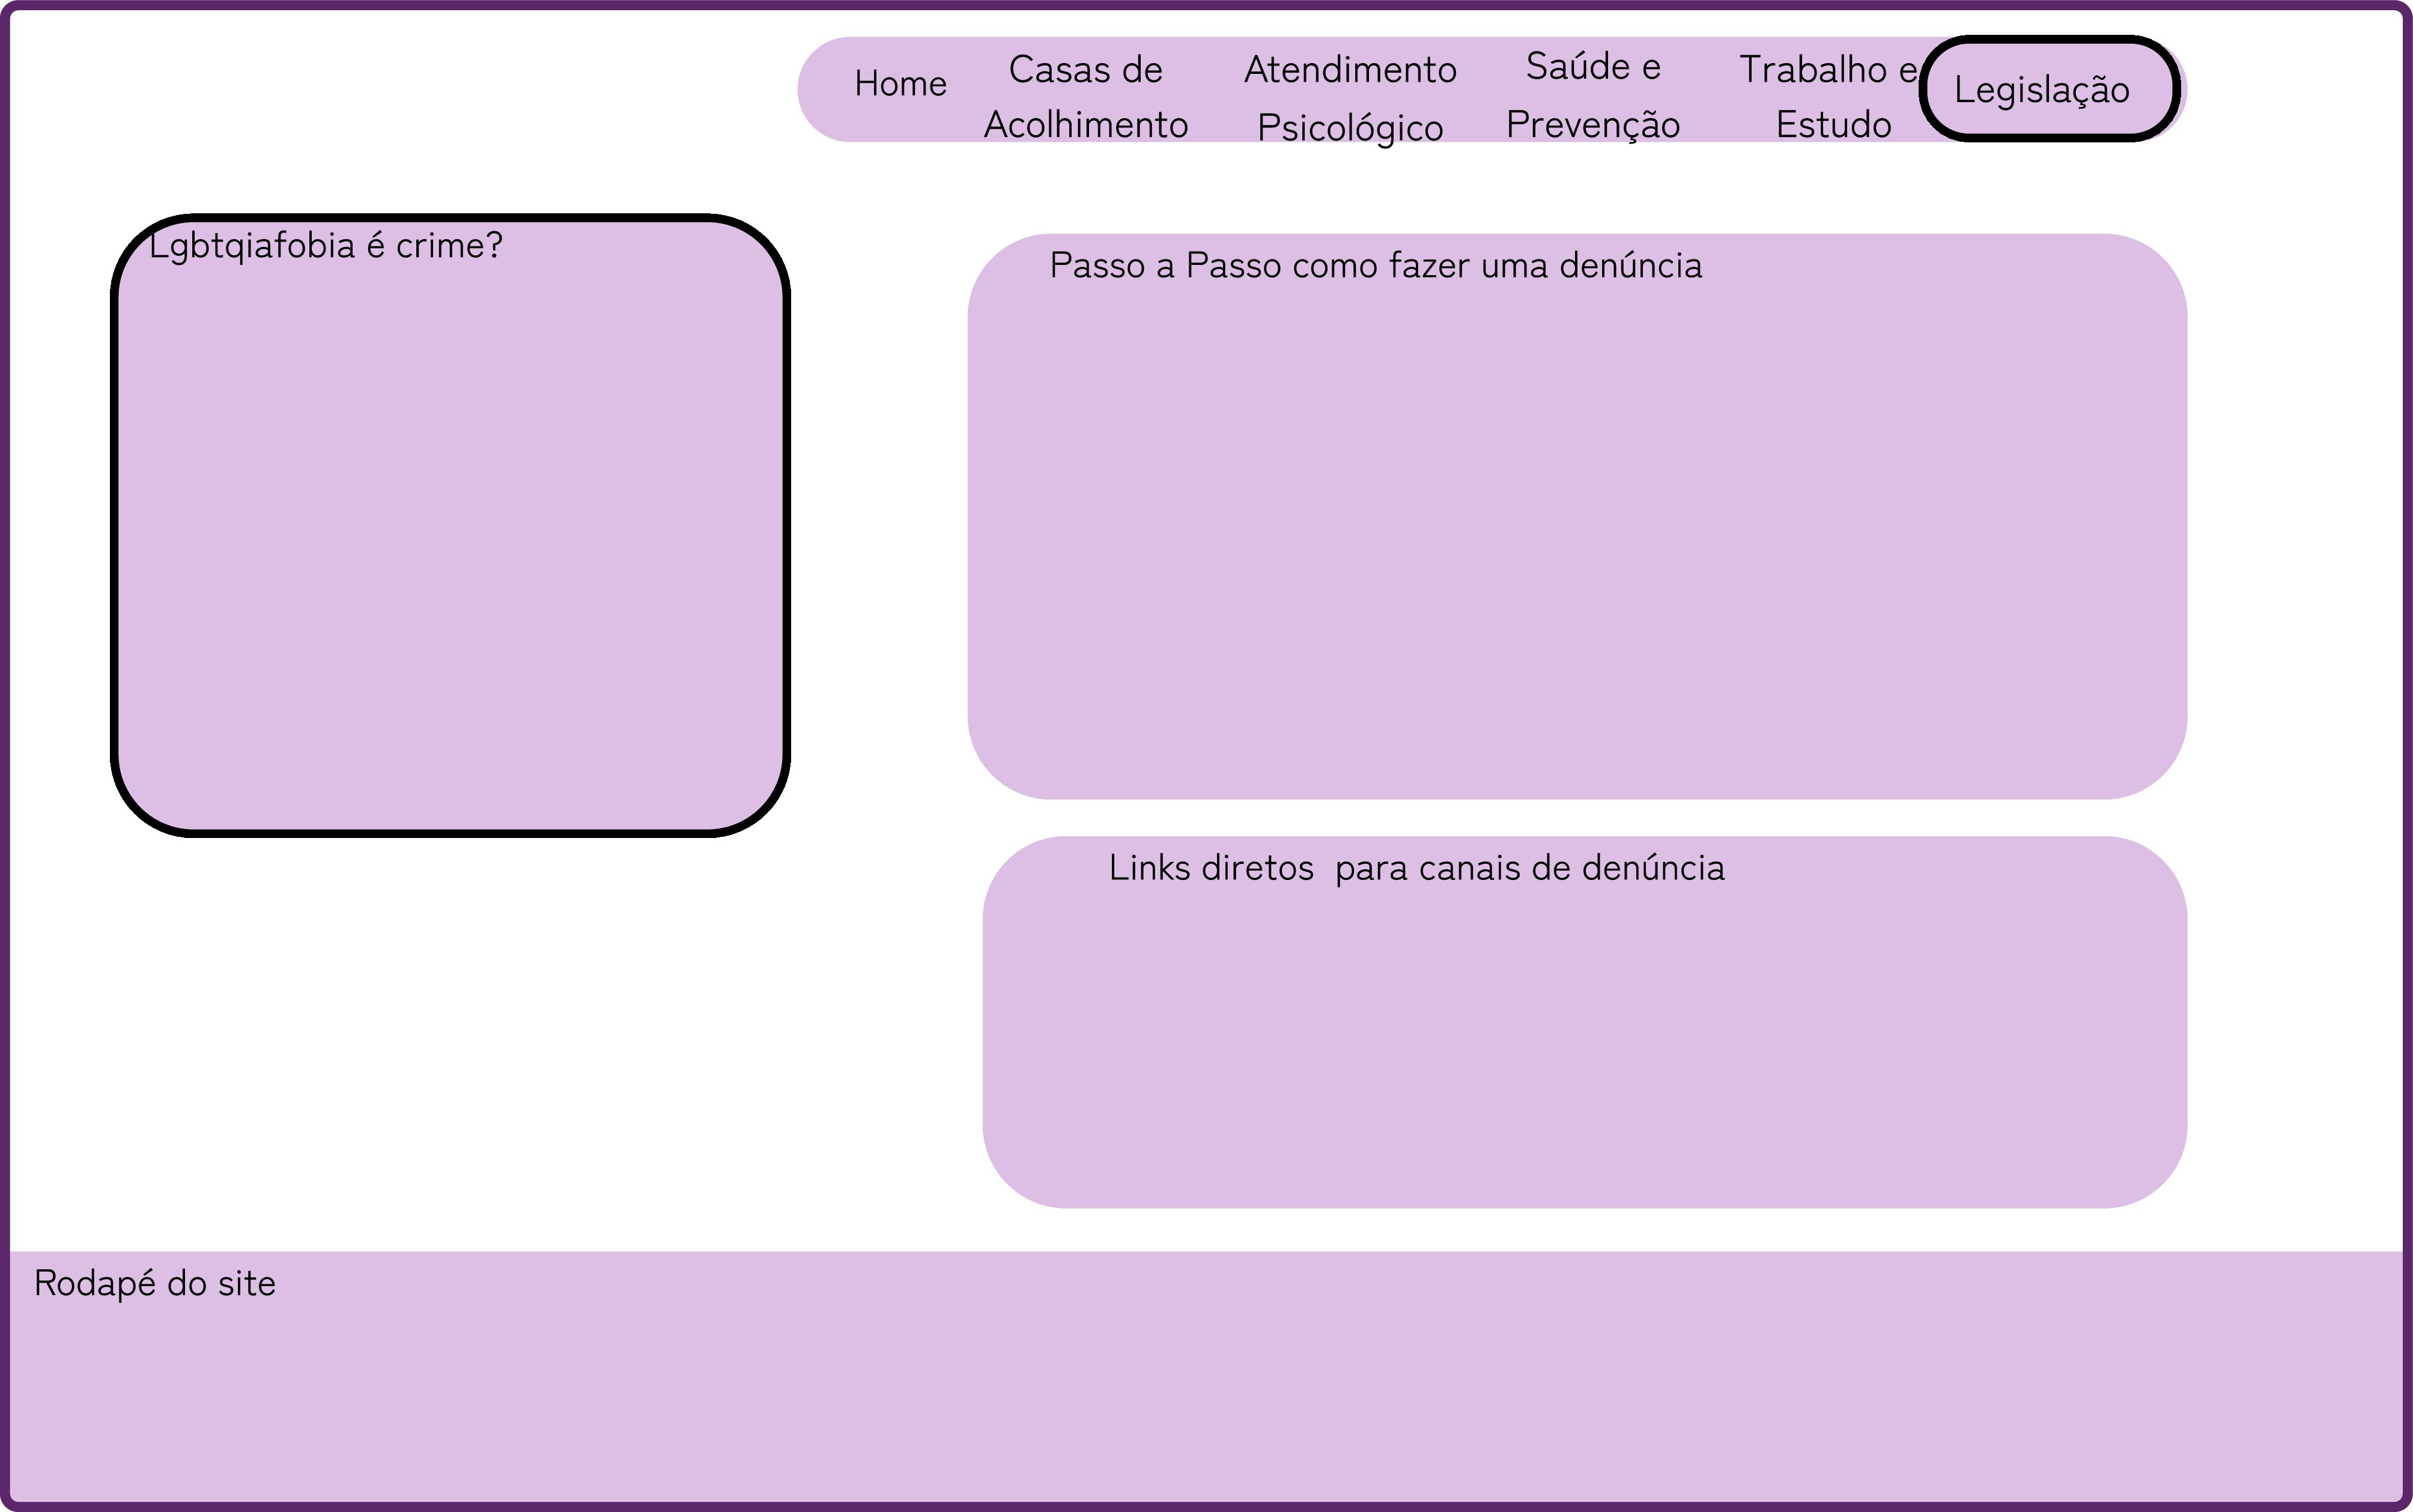 Home
Casas de
Acolhimento
Atendimento
Psicológico
Saúde e
Prevenção
Trabalho e
Estudo
Legislação
Lgbtqiafobia é crime?
Passo a Passo como fazer uma denúncia
Links diretos  para canais de denúncia
Rodapé do site